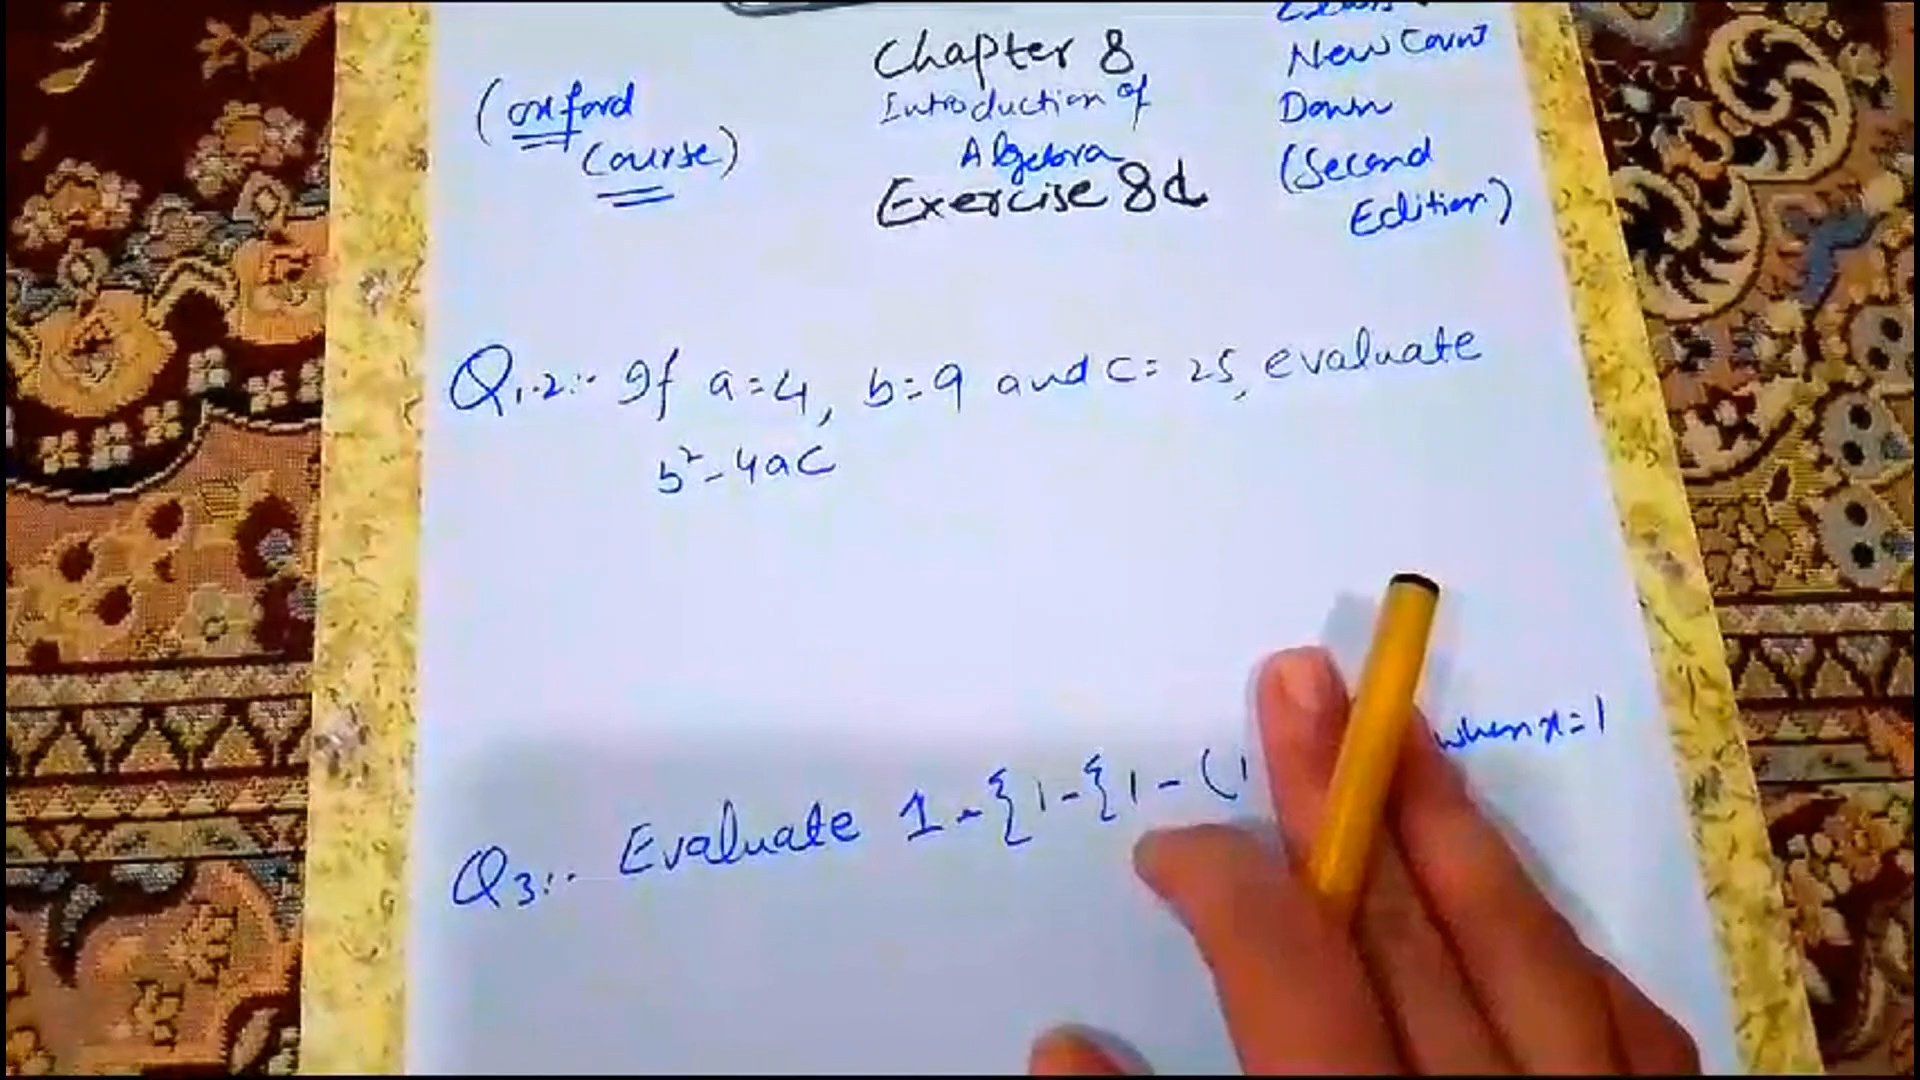 Chapter 8
Introduction of
Algebra
Exercise 8d
(Oxford
Course)
New Count
Down
(Second
Edition)
Q.2:- If a=4, b=9 and c=25, evaluate
b²-4ac
Q3:- Evaluate 1-{1-{1-(1 when x=1